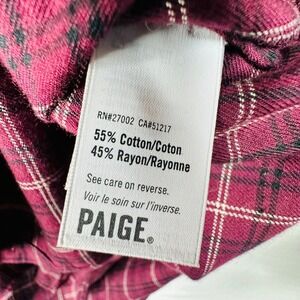 RN#27002 CA#51217
55% Cotton/Coton
45% Rayon/Rayonne
See care on reverse.
Voir le soin sur l'inverse.
PAIGE®